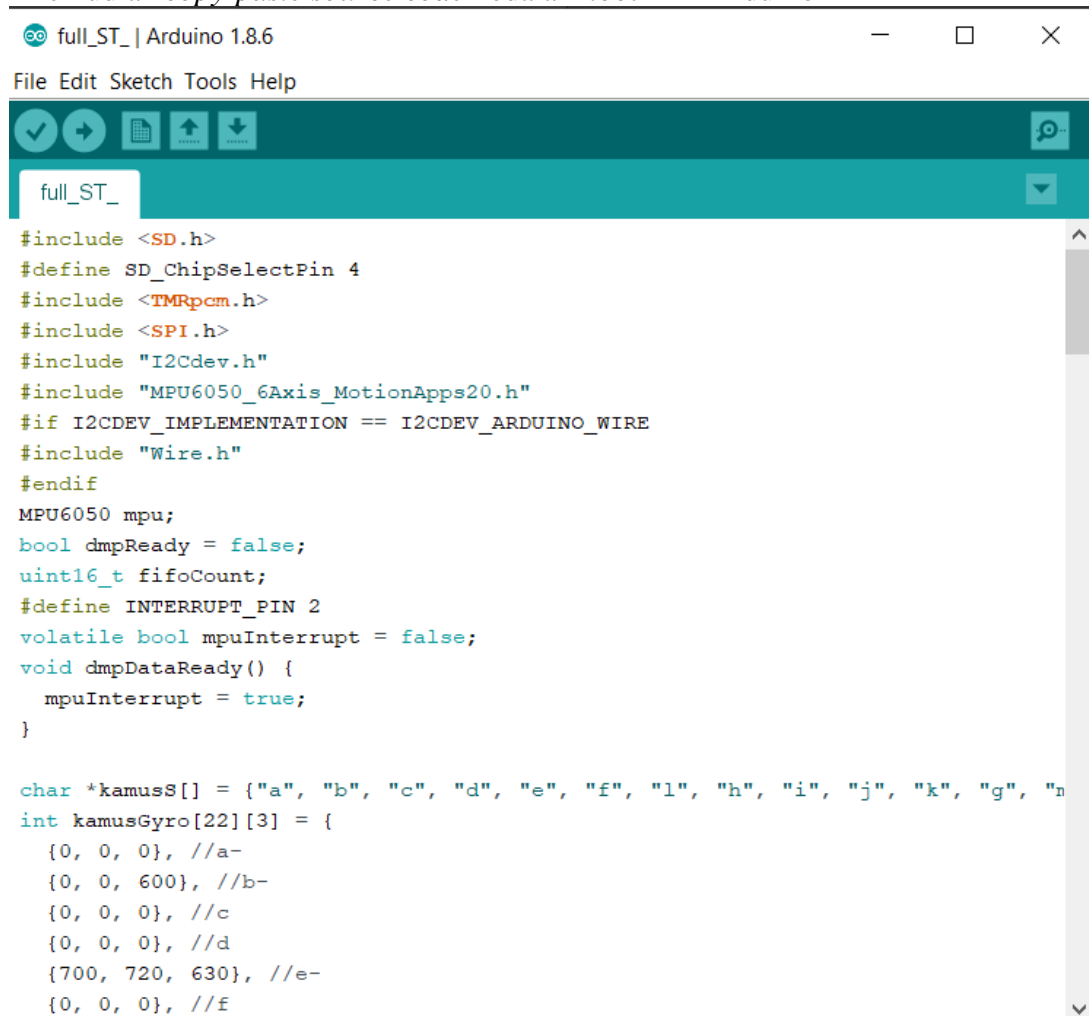 full_ST_ | Arduino 1.8.6
File Edit Sketch Tools Help
full_ST_
#include <SD.h>
#define SD_ChipSelectPin 4
#include <TMRpcm.h>
#include <SPI.h>
#include "I2Cdev.h"
#include "MPU6050_6Axis_MotionApps20.h"
#if I2CDEV_IMPLEMENTATION == I2CDEV_ARDUINO_WIRE
#include "Wire.h"
#endif
MPU6050 mpu;
bool dmpReady = false;
uint16_t fifoCount;
#define INTERRUPT_PIN 2
volatile bool mpuInterrupt = false;
void dmpDataReady() {
  mpuInterrupt = true;
}
char *kamusS[] = {"a", "b", "c", "d", "e", "f", "l", "h", "i", "j", "k", "g",
int kamusGyro[22][3] = {
  {0, 0, 0}, //a-
  {0, 0, 600}, //b-
  {0, 0, 0}, //c
  {0, 0, 0}, //d
  {700, 720, 630}, //e-
  {0, 0, 0}, //f